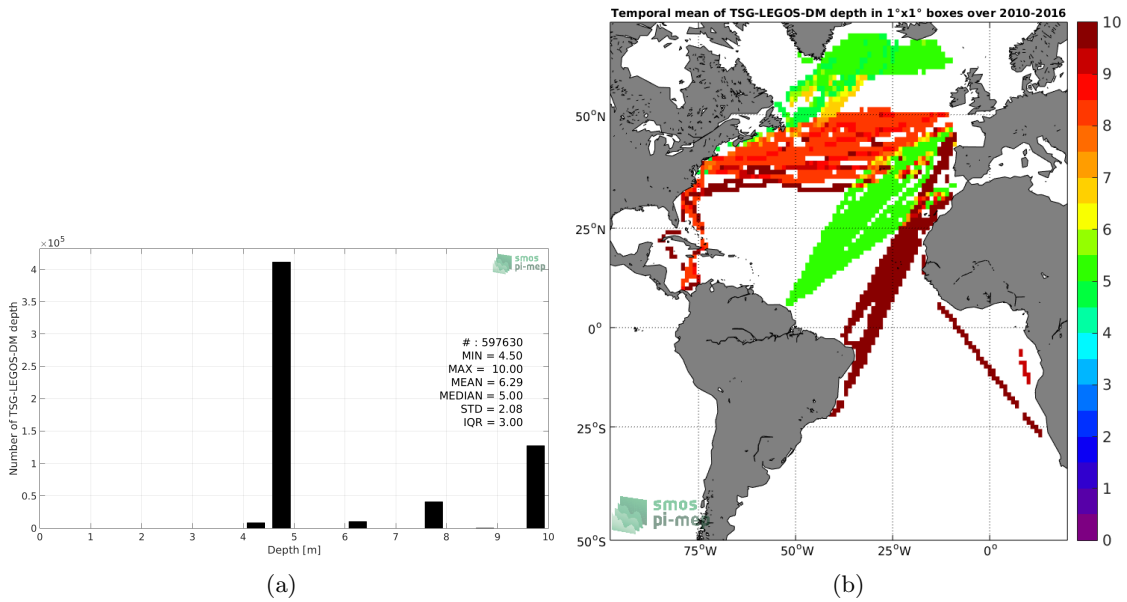 Temporal mean of TSG-LEGOS-DM depth in 1°x1° boxes over 2010-2016
×10⁵
4
3.5
3
2.5
2
1.5
1
0.5
0
Number of TSG-LEGOS-DM depth
smos
pi-mep
# : 597630
MIN = 4.50
MAX = 10.00
MEAN = 6.29
MEDIAN = 5.00
STD = 2.08
IQR = 3.00
0 1 2 3 4 5 6 7 8 9 10
Depth [m]
(a)
50°N
25°N
0°
25°S
50°S
75°W 50°W 25°W 0°
smos
pi-mep
10
9
8
7
6
5
4
3
2
1
0
(b)